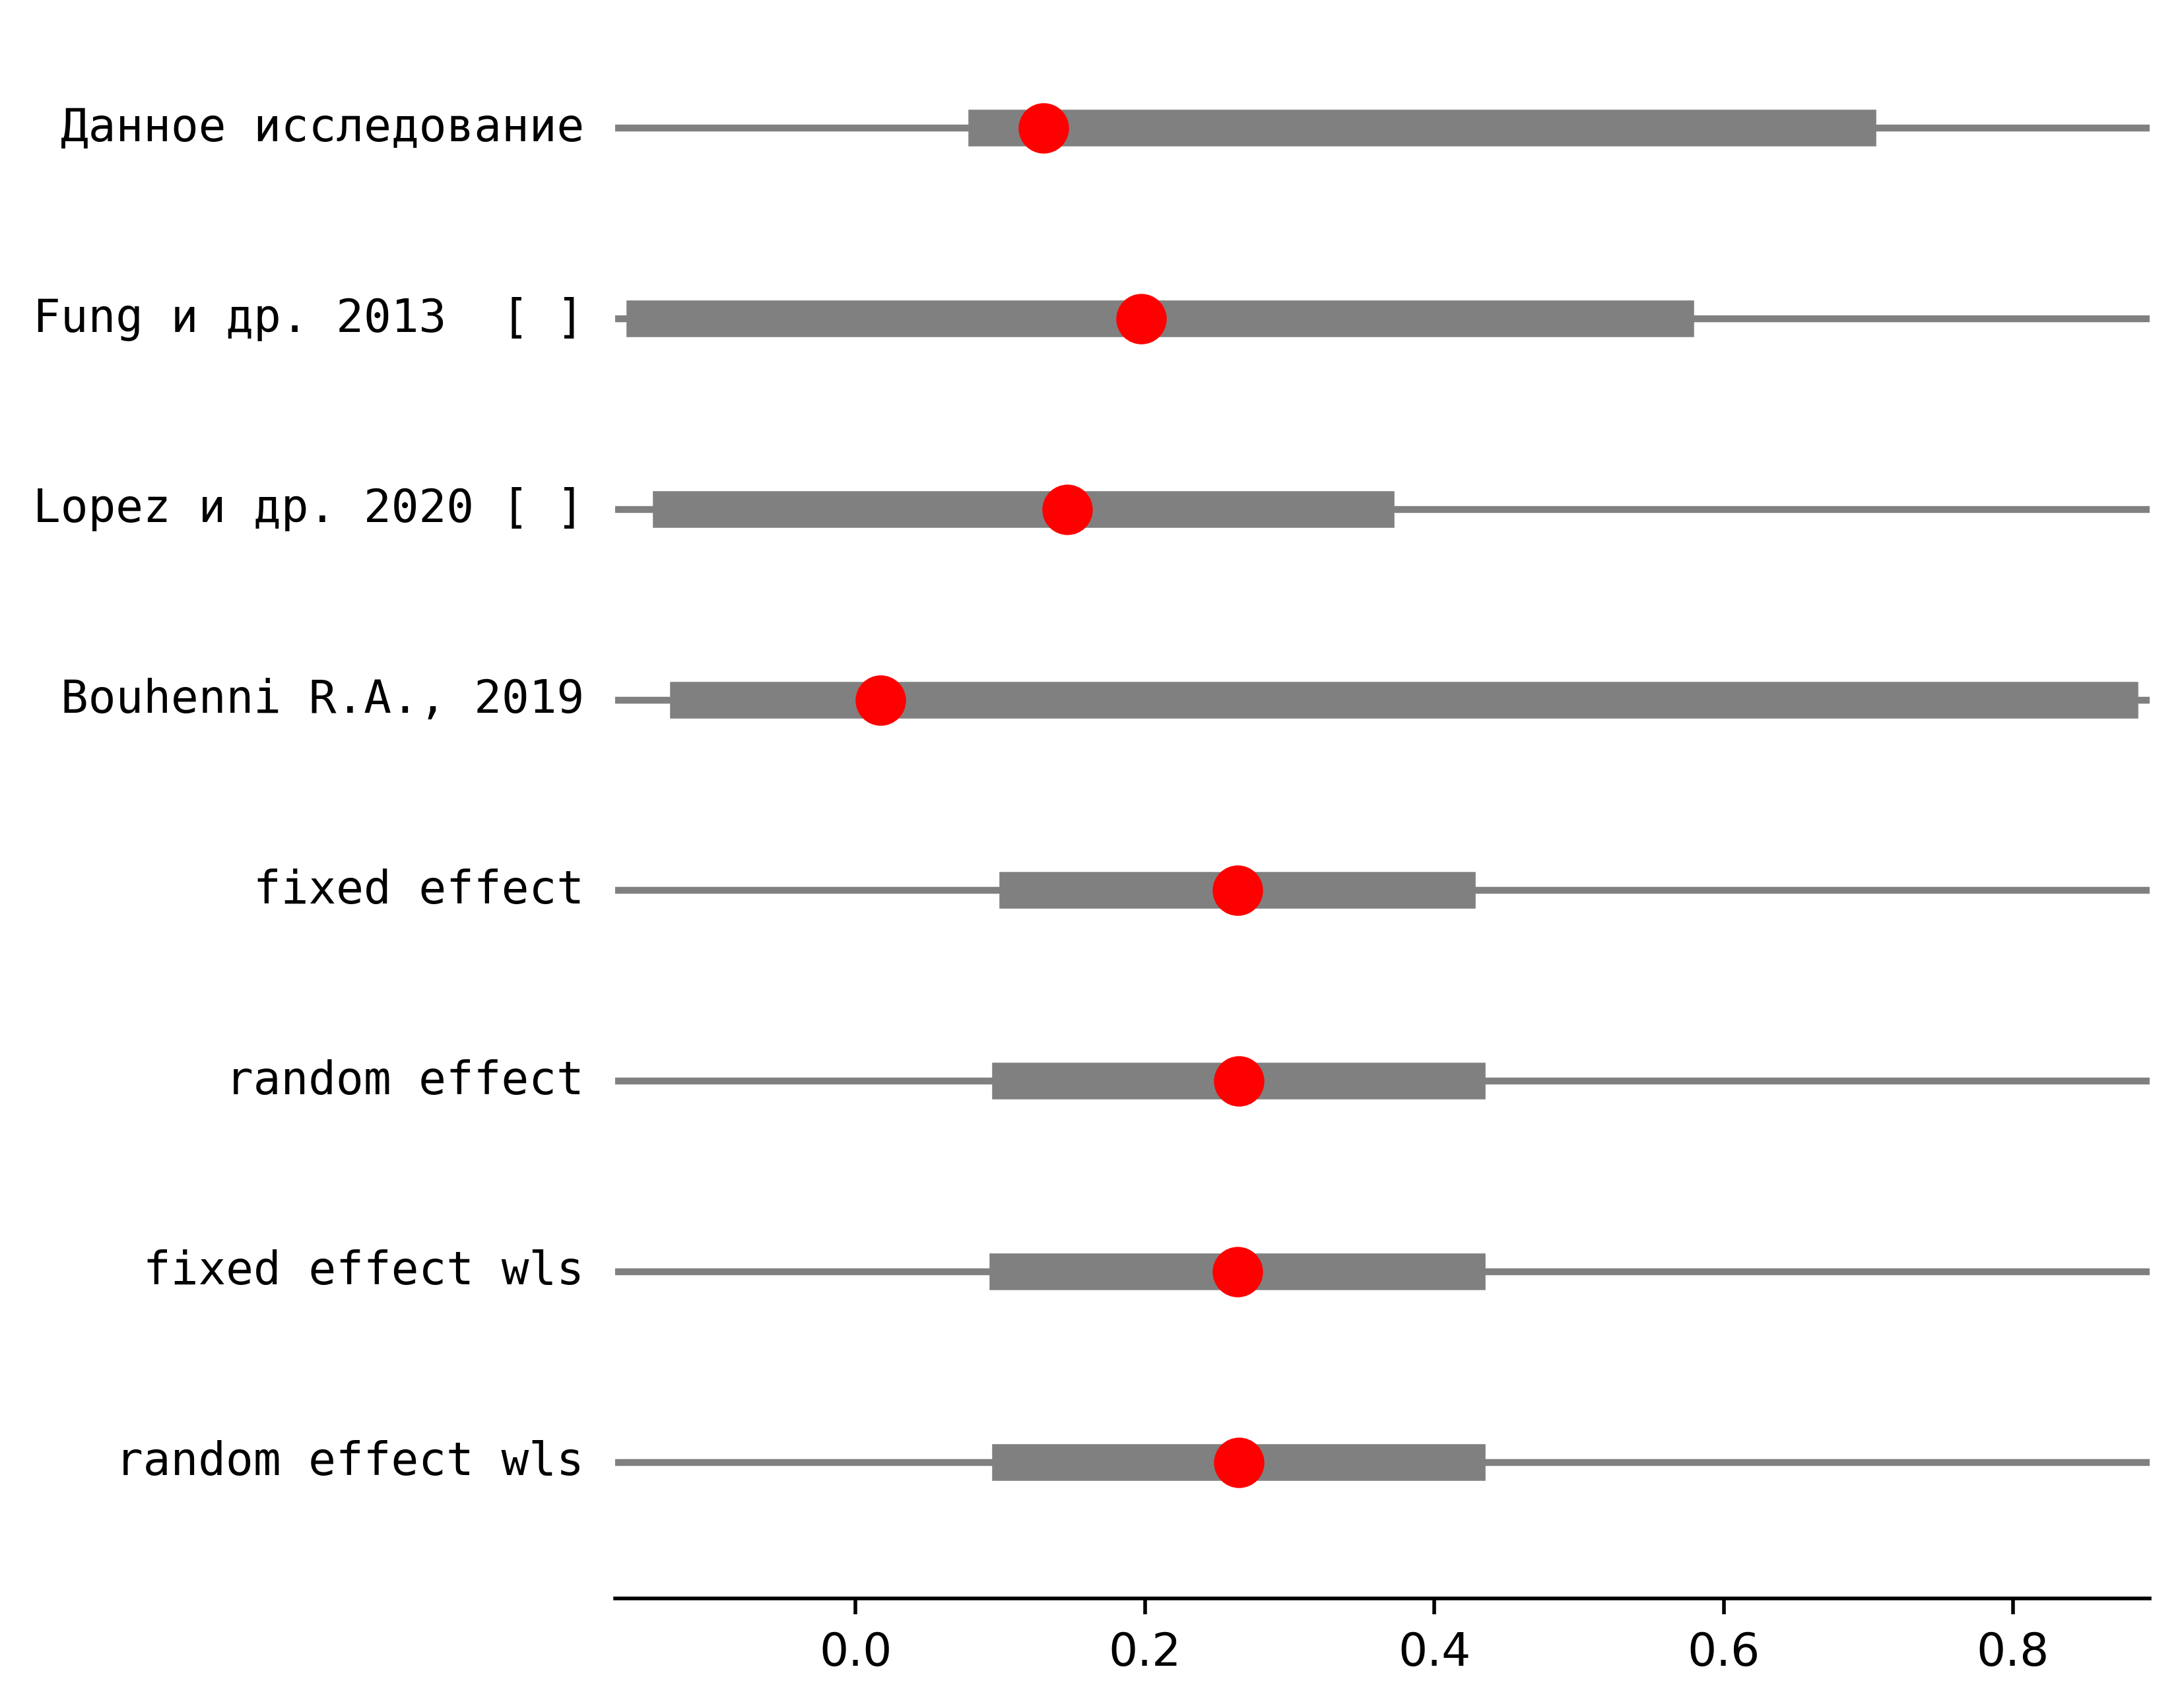 Данное исследование
Fung и др. 2013  [ ]
Lopez и др. 2020 [ ]
Bouhenni R.A., 2019
fixed effect
random effect
fixed effect wls
random effect wls
0.0 0.2 0.4 0.6 0.8